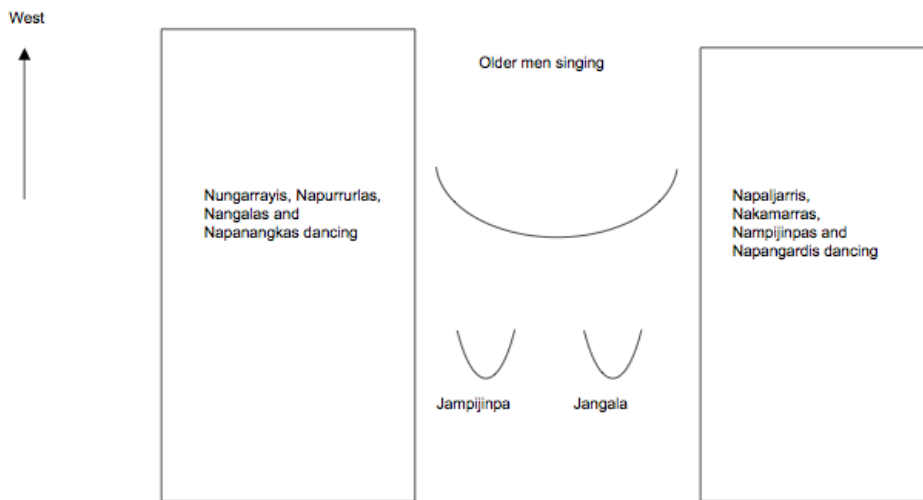 West
Older men singing
Nungarrayis, Napurrurlas,
Nangalas and
Napanangkas dancing
Napaljarris,
Nakamarras,
Nampijinpas and
Napangardis dancing
Jampijinpa
Jangala